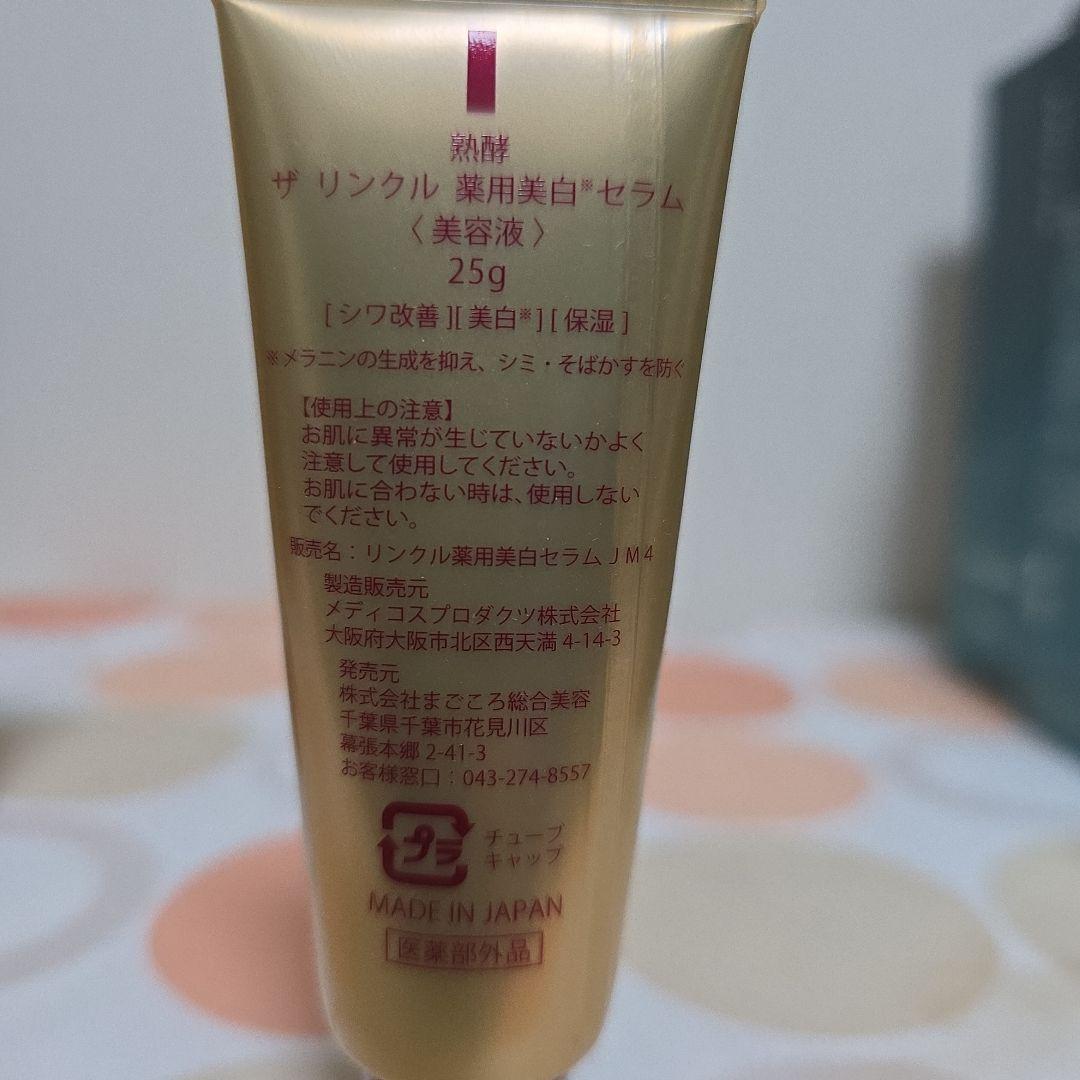 熟酵
ザ リンクル 薬用美白※セラム
〈 美容液 〉
25g
[ シワ改善 ][ 美白※ ] [ 保湿 ]
※メラニンの生成を抑え、シミ・そばかすを防ぐ
【使用上の注意】
お肌に異常が生じていないかよく
注意して使用してください。
お肌に合わない時は、使用しない
でください。
販売名：リンクル薬用美白セラムＪＭ4
製造販売元
メディコスプロダクツ株式会社
大阪府大阪市北区西天満 4-14-3
発売元
株式会社まごころ総合美容
千葉県千葉市花見川区
幕張本郷 2-41-3
お客様窓口：043-274-8557
プラ チューブ
キャップ
MADE IN JAPAN
医薬部外品